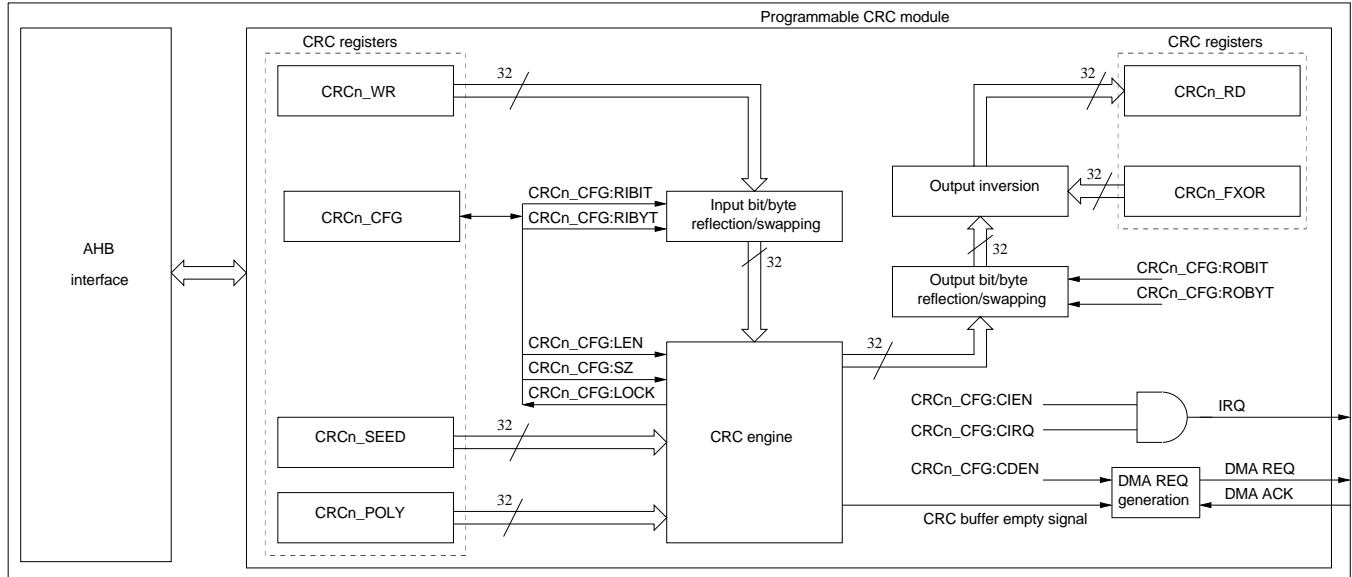 Programmable CRC module
CRC registers
CRC registers
32
32
CRCn_WR
CRCn_RD
AHB
interface
CRCn_CFG
CRCn_CFG:RIBIT
CRCn_CFG:RIBYT
Input bit/byte
reflection/swapping
32
Output inversion
32
CRCn_FXOR
32
Output bit/byte
reflection/swapping
CRCn_CFG:ROBIT
CRCn_CFG:ROBYT
CRCn_CFG:LEN
CRCn_CFG:SZ
CRCn_CFG:LOCK
32
CRCn_SEED
32
CRC engine
CRCn_CFG:CIEN
CRCn_CFG:CIRQ
IRQ
CRCn_POLY
32
CRCn_CFG:CDEN
DMA REQ
generation
DMA REQ
DMA ACK
CRC buffer empty signal